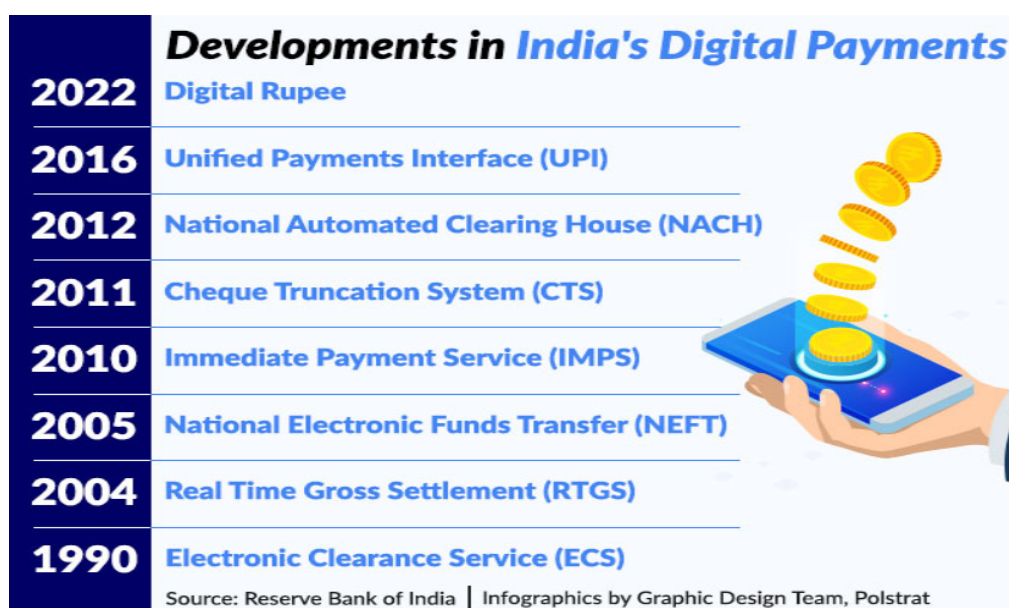 Developments in India's Digital Payments
2022 Digital Rupee
2016 Unified Payments Interface (UPI)
2012 National Automated Clearing House (NACH)
2011 Cheque Truncation System (CTS)
2010 Immediate Payment Service (IMPS)
2005 National Electronic Funds Transfer (NEFT)
2004 Real Time Gross Settlement (RTGS)
1990 Electronic Clearance Service (ECS)
Source: Reserve Bank of India | Infographics by Graphic Design Team, Polstrat